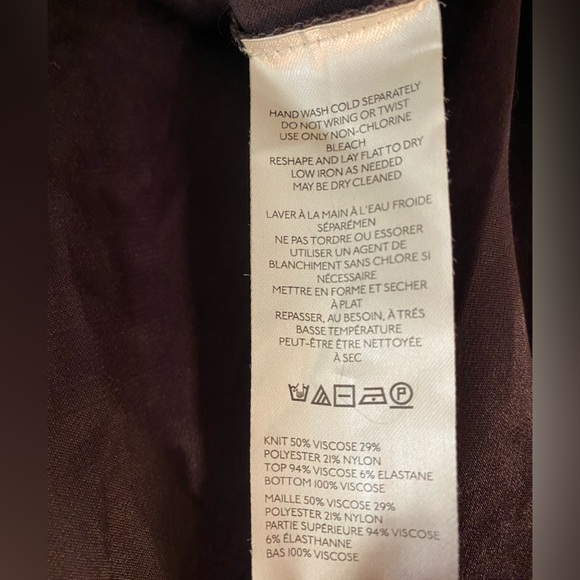 HAND WASH COLD SEPARATELY
DO NOT WRING OR TWIST
USE ONLY NON-CHLORINE
BLEACH
RESHAPE AND LAY FLAT TO DRY
LOW IRON AS NEEDED
MAY BE DRY CLEANED
LAVER À LA MAIN À L'EAU FROIDE
SÉPARÉMEN
NE PAS TORDRE OU ESSORER
UTILISER UN AGENT DE
BLANCHIMENT SANS CHLORE SI
NÉCESSAIRE
METTRE EN FORME ET SECHER
À PLAT
REPASSER, AU BESOIN, À TRÉS
BASSE TEMPÉRATURE
PEUT-ÊTRE ÊTRE NETTOYÉE
À SEC
P
KNIT 50% VISCOSE 29%
POLYESTER 21% NYLON
TOP 94% VISCOSE 6% ELASTANE
BOTTOM 100% VISCOSE
MAILLE 50% VISCOSE 29%
POLYESTER 21% NYLON
PARTIE SUPÉRIEURE 94% VISCOSE
6% ÉLASTHANNE
BAS 100% VISCOSE